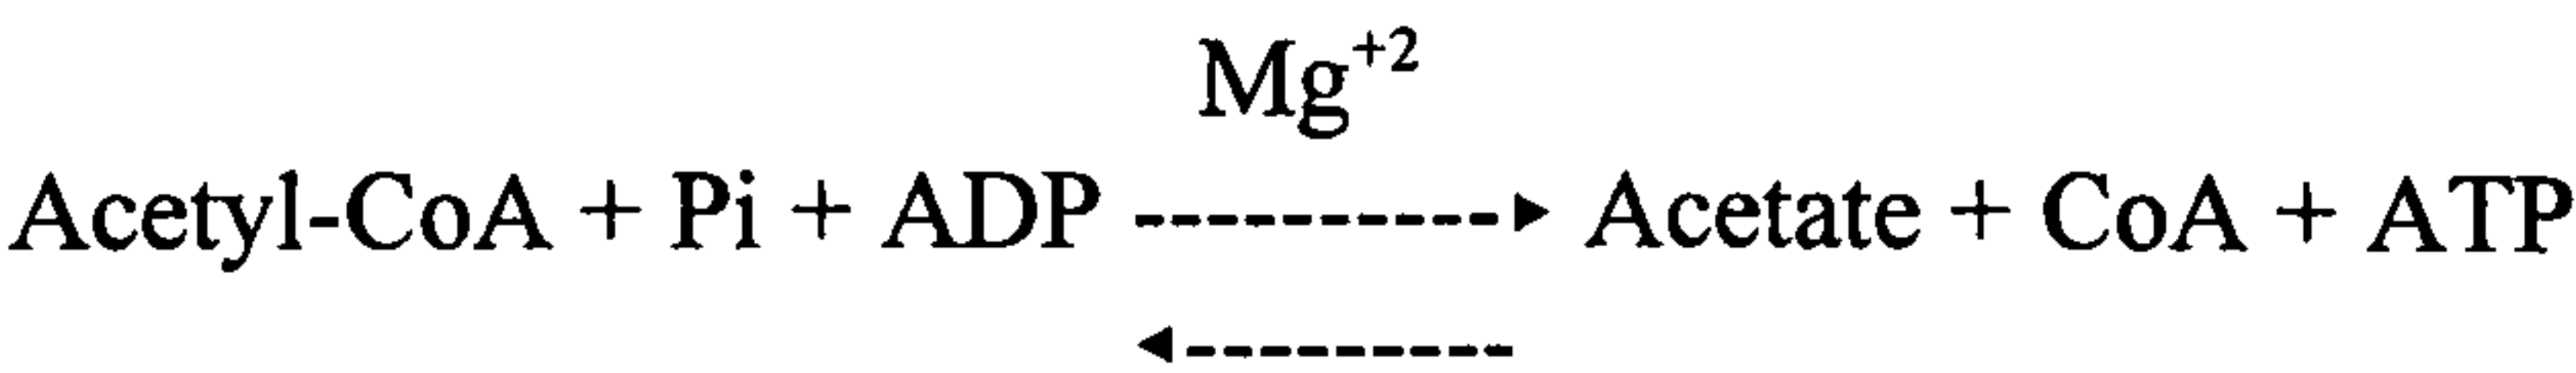 Mg+2
Acetyl-CoA + Pi + ADP ----------▶ Acetate + CoA + ATP
◀----------